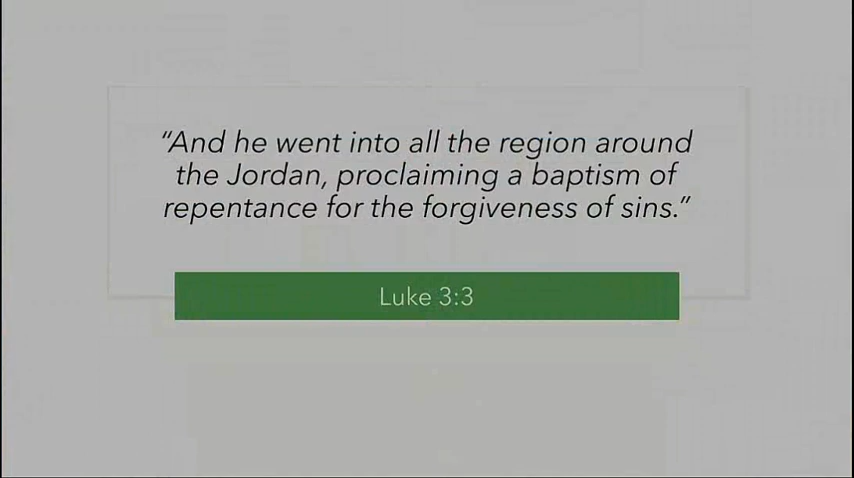 “And he went into all the region around
the Jordan, proclaiming a baptism of
repentance for the forgiveness of sins.”
Luke 3:3